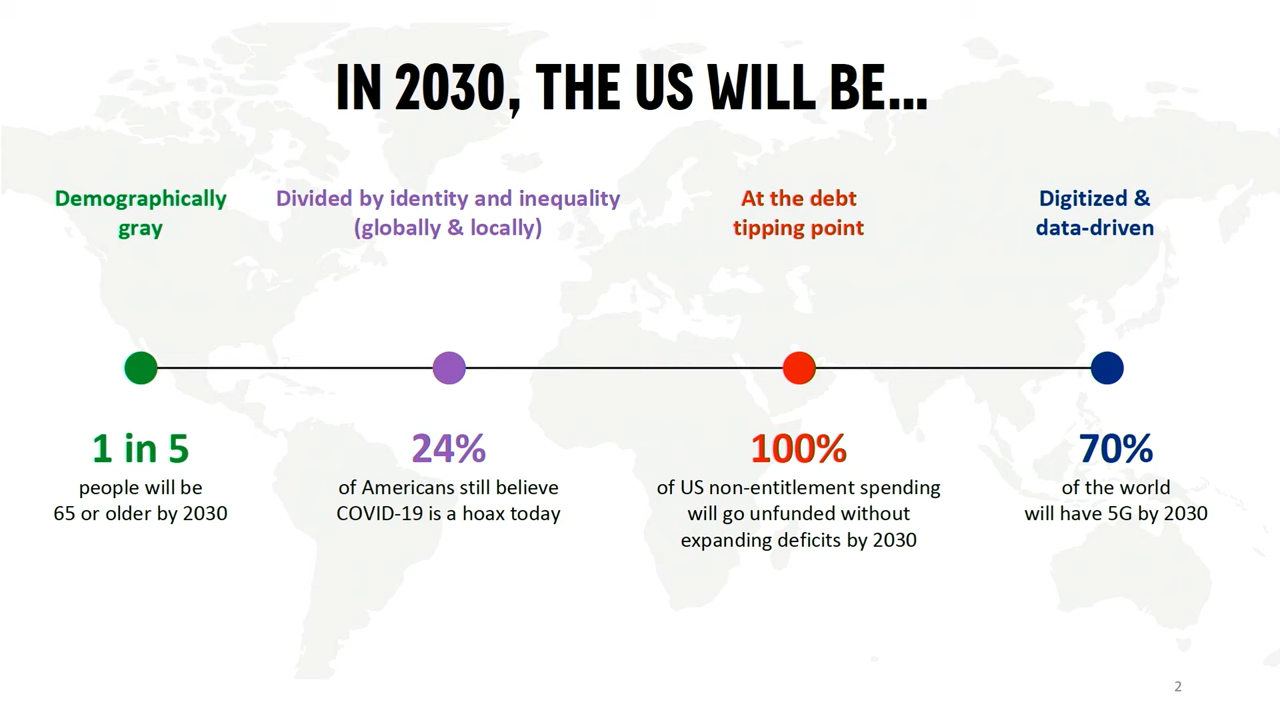 IN 2030, THE US WILL BE...
Demographically
gray
Divided by identity and inequality
(globally & locally)
At the debt
tipping point
Digitized &
data-driven
1 in 5
people will be
65 or older by 2030
24%
of Americans still believe
COVID-19 is a hoax today
100%
of US non-entitlement spending
will go unfunded without
expanding deficits by 2030
70%
of the world
will have 5G by 2030
2